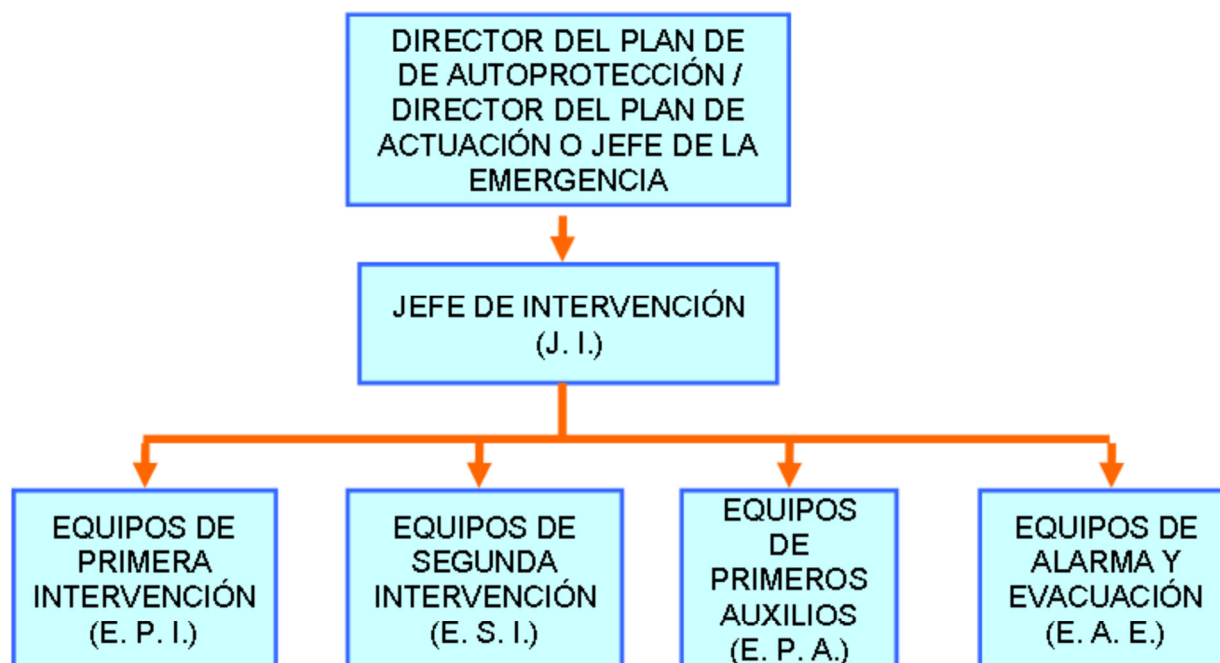 DIRECTOR DEL PLAN DE
DE AUTOPROTECCIÓN /
DIRECTOR DEL PLAN DE
ACTUACIÓN O JEFE DE LA
EMERGENCIA
JEFE DE INTERVENCIÓN
(J. I.)
EQUIPOS DE
PRIMERA
INTERVENCIÓN
(E. P. I.)
EQUIPOS DE
SEGUNDA
INTERVENCIÓN
(E. S. I.)
EQUIPOS
DE
PRIMEROS
AUXILIOS
(E. P. A.)
EQUIPOS DE
ALARMA Y
EVACUACIÓN
(E. A. E.)